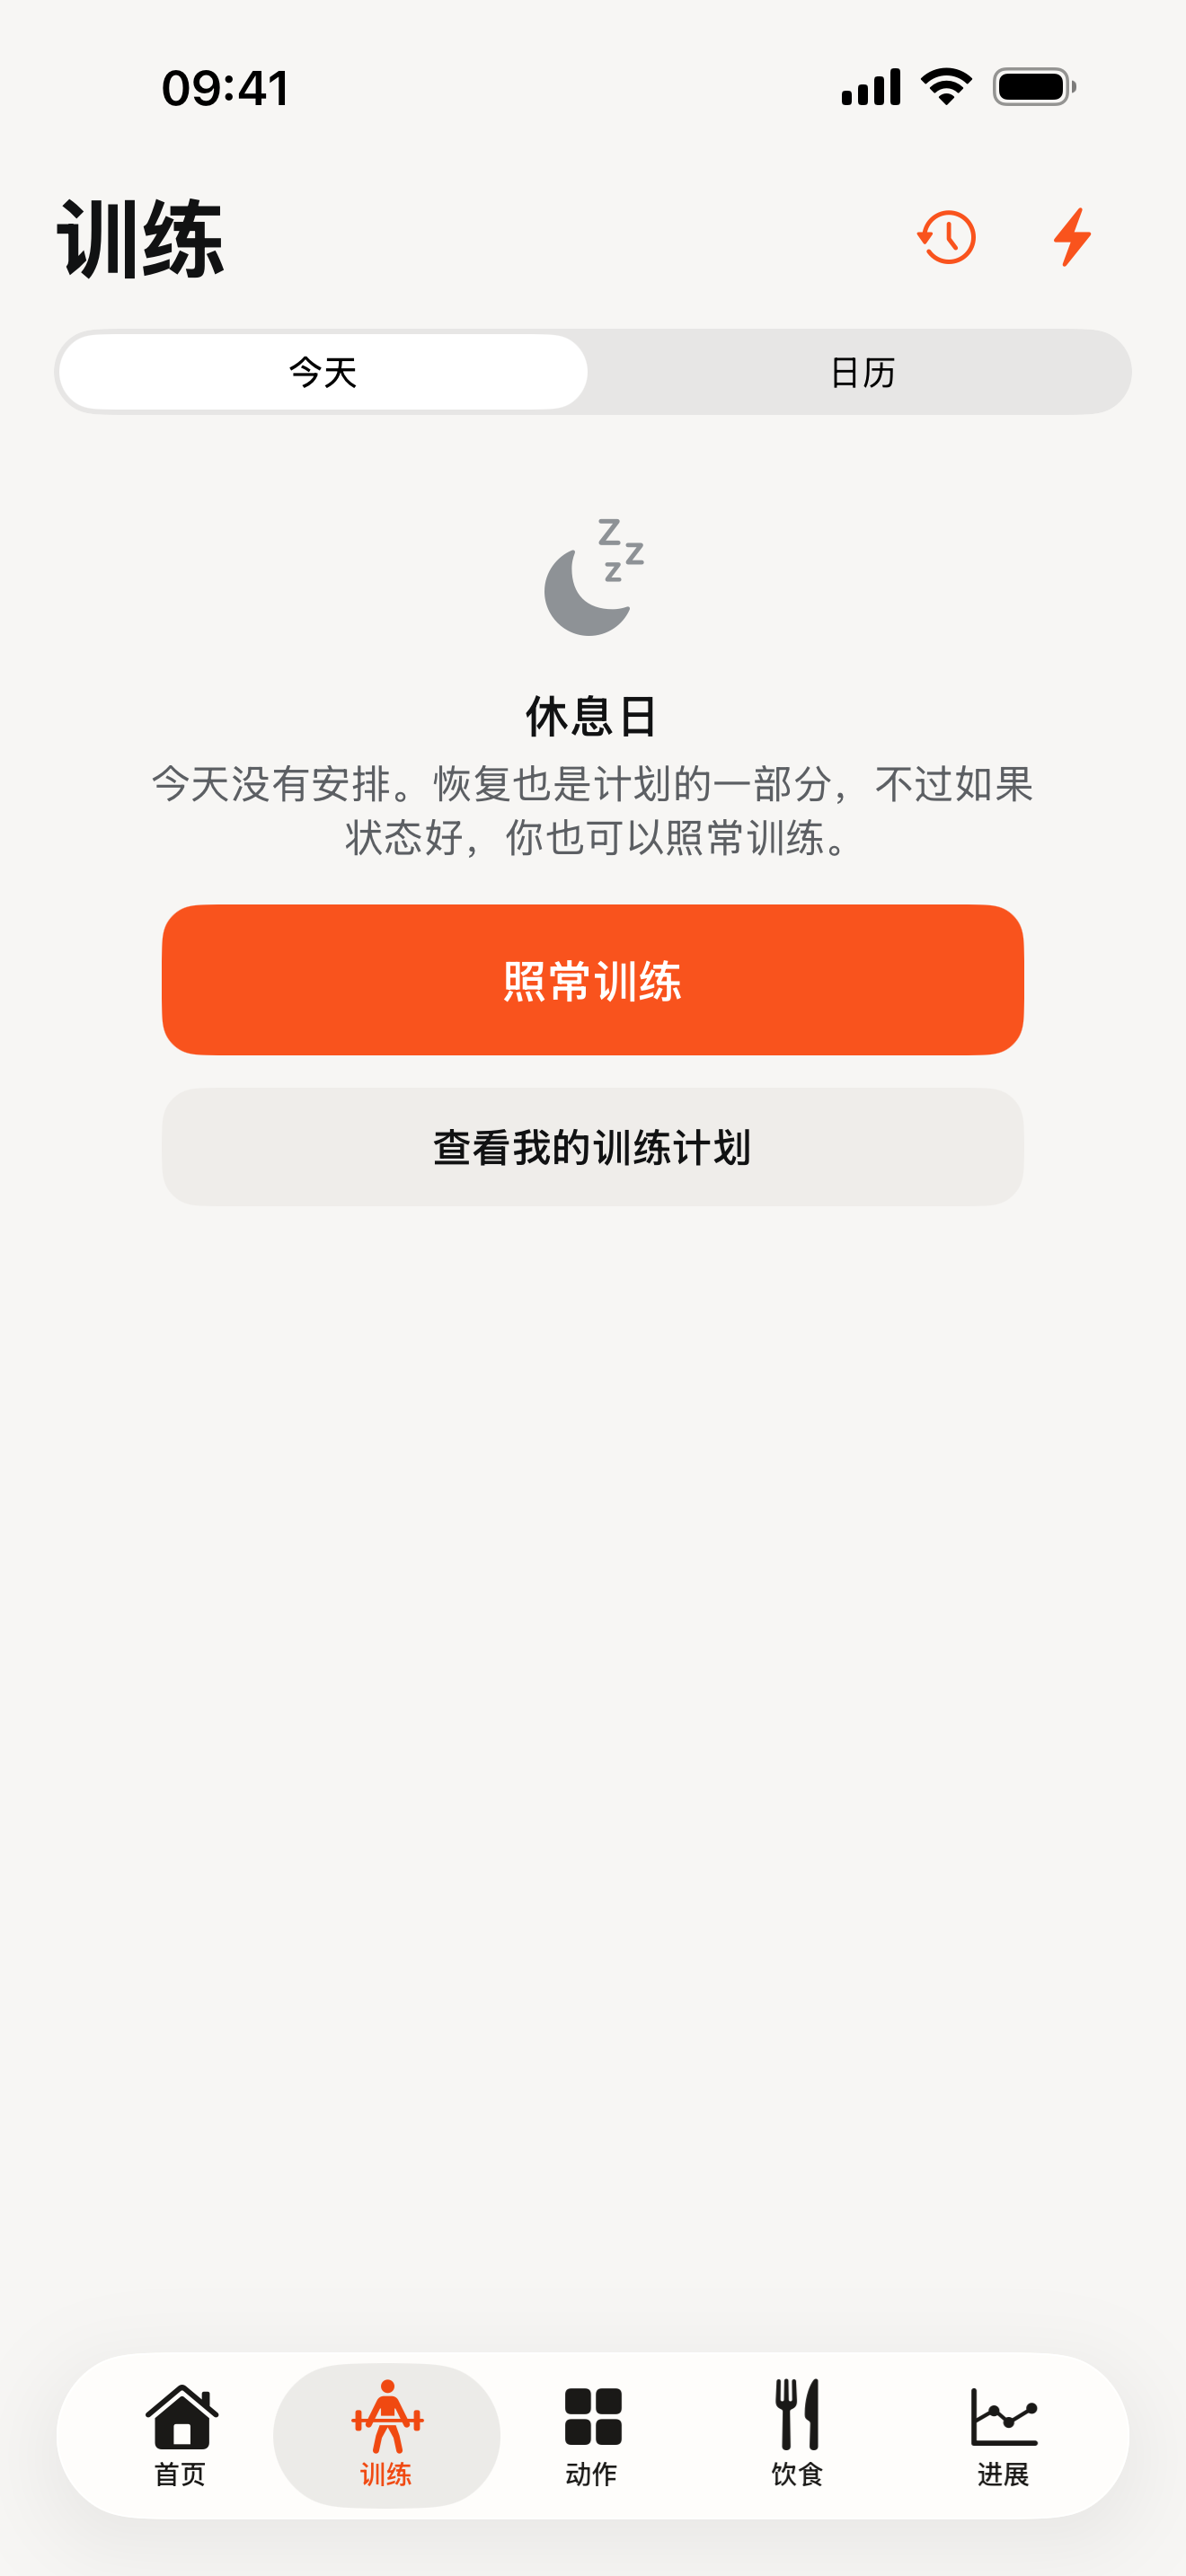 09:41
训练
今天
日历
休息日
今天没有安排。恢复也是计划的一部分，不过如果
状态好，你也可以照常训练。
照常训练
查看我的训练计划
首页
训练
动作
饮食
进展